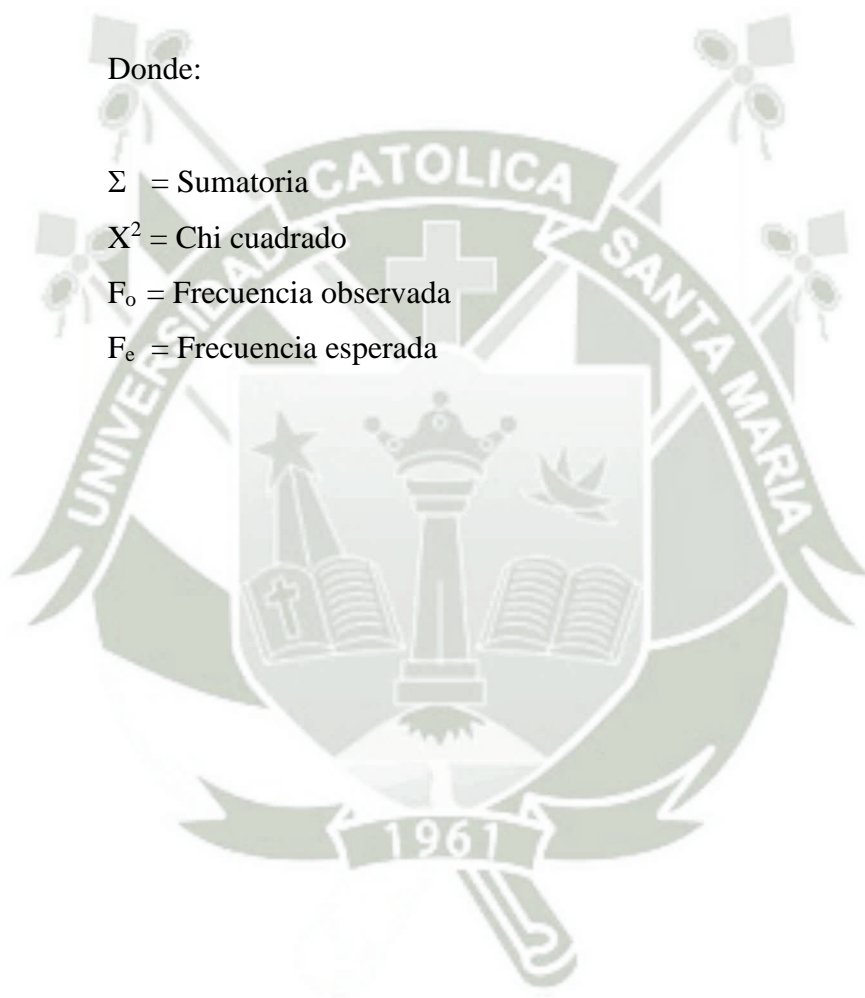 Donde:
Σ = Sumatoria
X² = Chi cuadrado
Fₒ = Frecuencia observada
Fₑ = Frecuencia esperada
UNIVERSIDAD CATOLICA SANTA MARIA
1961